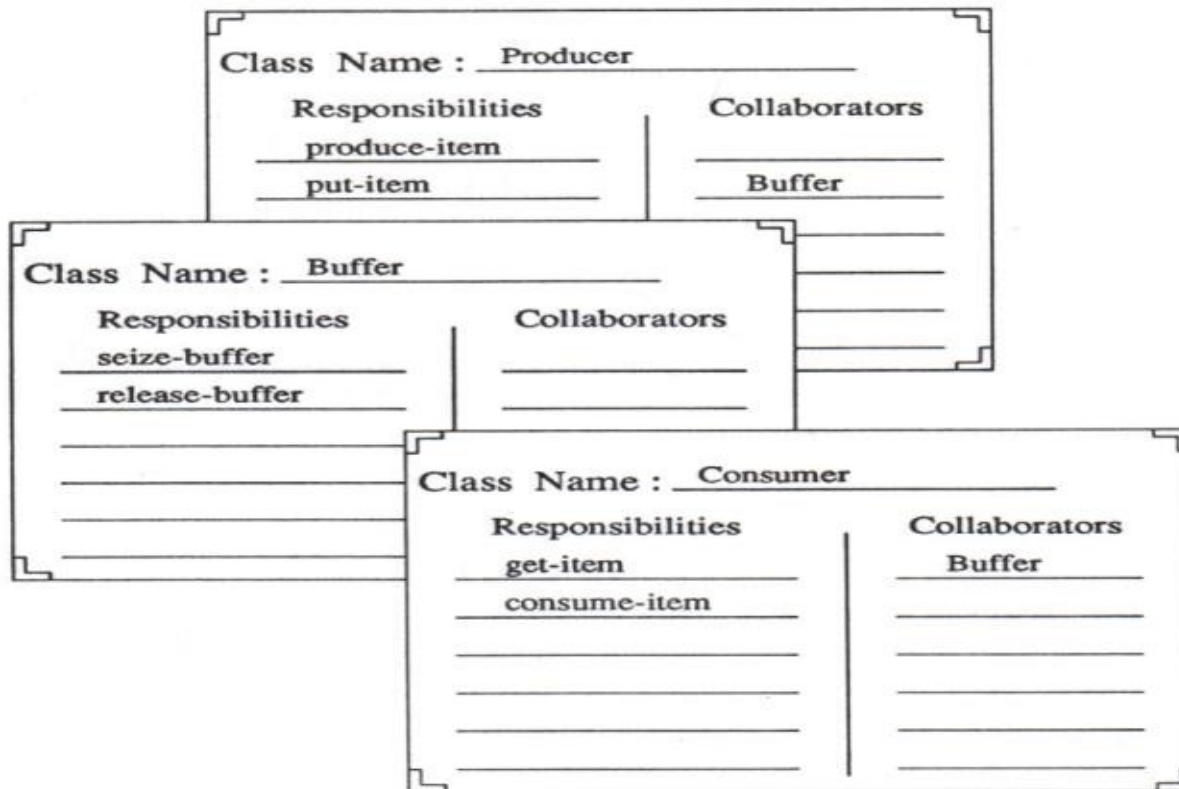 Class Name : Producer
Responsibilities Collaborators
produce-item
put-item Buffer
Class Name : Buffer
Responsibilities Collaborators
seize-buffer
release-buffer
Class Name : Consumer
Responsibilities Collaborators
get-item Buffer
consume-item